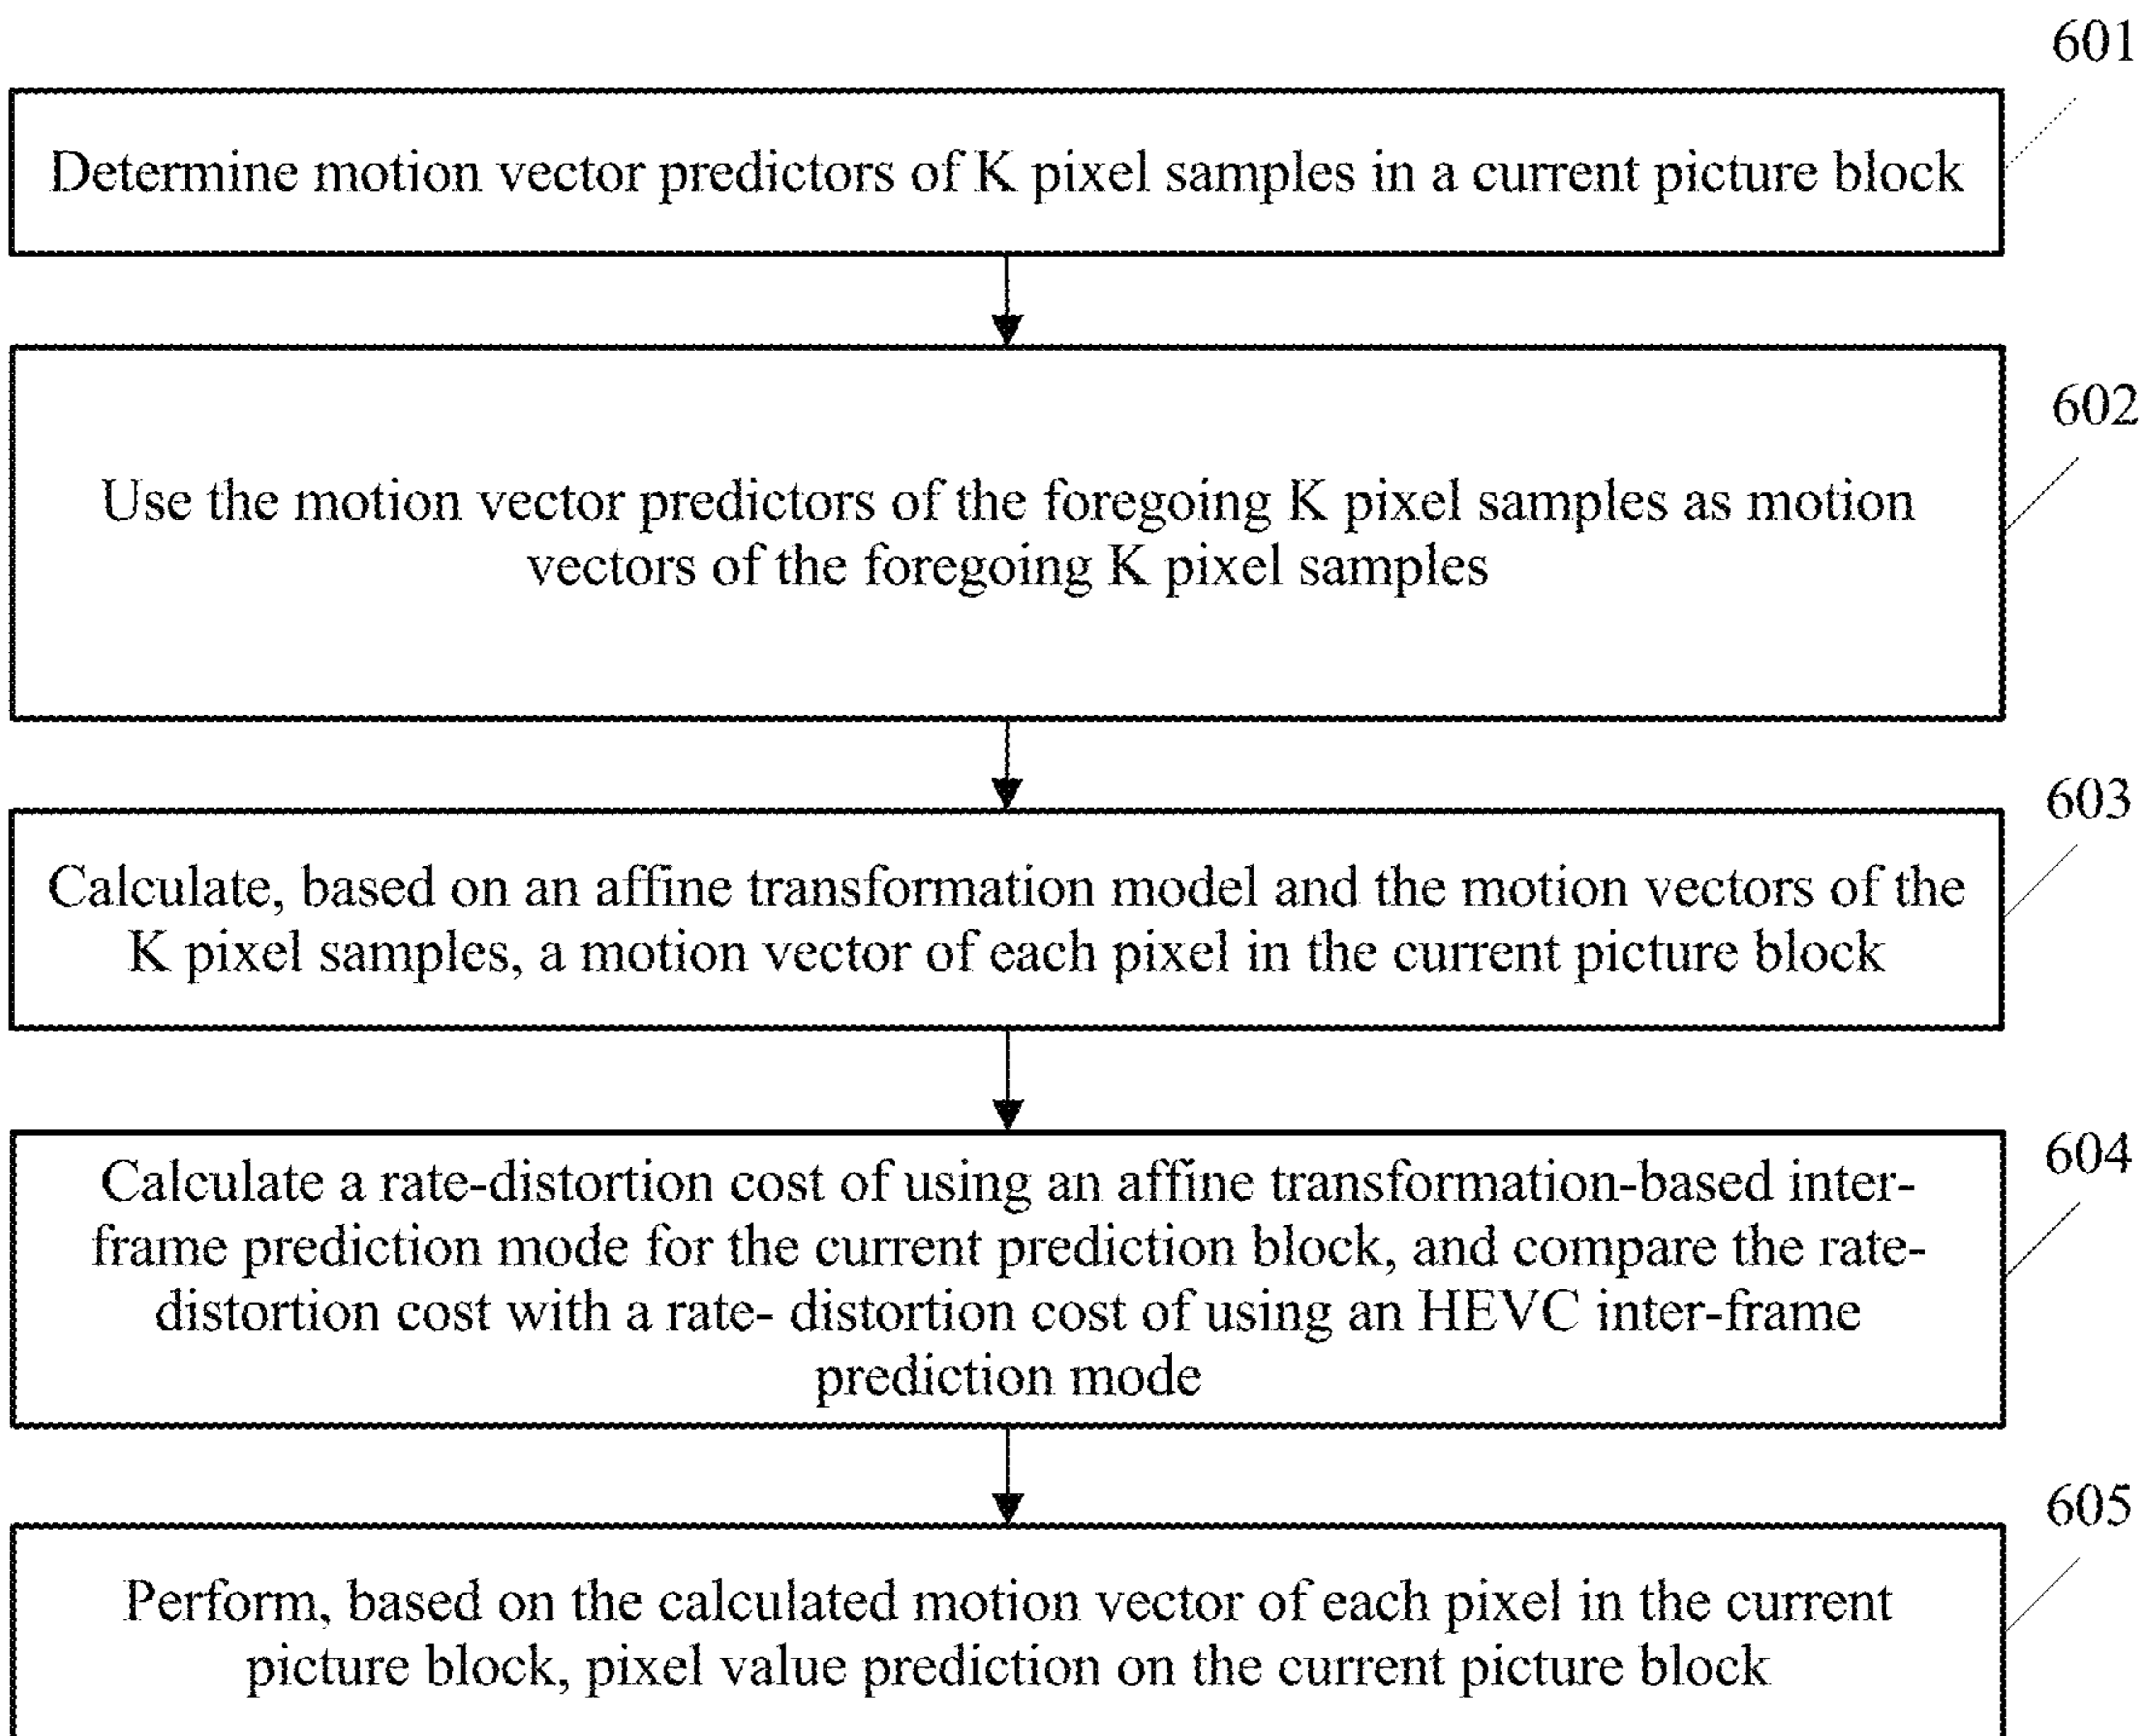 601
Determine motion vector predictors of K pixel samples in a current picture block
602
Use the motion vector predictors of the foregoing K pixel samples as motion
vectors of the foregoing K pixel samples
603
Calculate, based on an affine transformation model and the motion vectors of the
K pixel samples, a motion vector of each pixel in the current picture block
604
Calculate a rate-distortion cost of using an affine transformation-based inter-
frame prediction mode for the current prediction block, and compare the rate-
distortion cost with a rate- distortion cost of using an HEVC inter-frame
prediction mode
605
Perform, based on the calculated motion vector of each pixel in the current
picture block, pixel value prediction on the current picture block